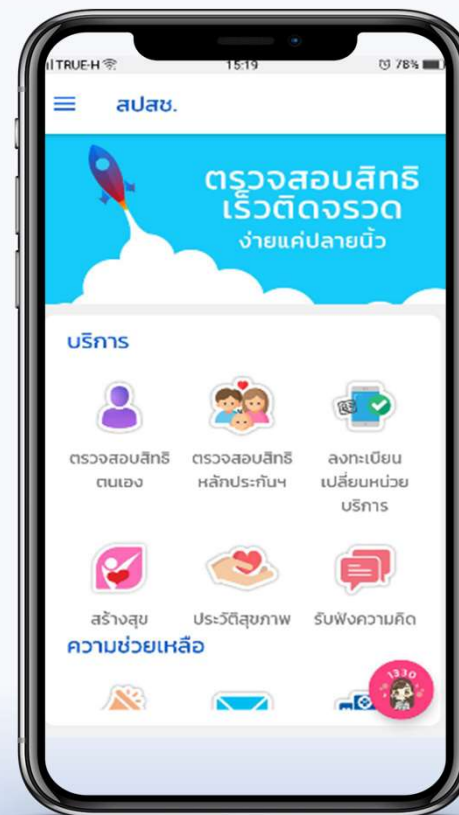 TRUE-H
15:19
78%
สปสช.
ตรวจสอบสิทธิ
เร็วติดจรวด
ง่ายแค่ปลายนิ้ว
บริการ
ตรวจสอบสิทธิ
ตนเอง
ตรวจสอบสิทธิ
หลักประกันฯ
ลงทะเบียน
เปลี่ยนหน่วย
บริการ
สร้างสุข
ประวัติสุขภาพ
รับฟังความคิด
ความช่วยเหลือ
1330